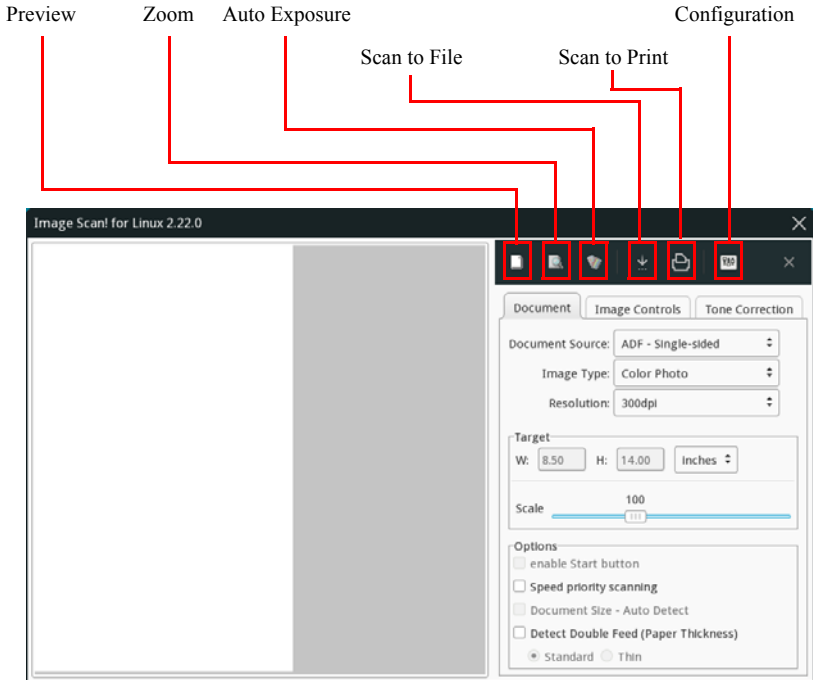 Preview Zoom Auto Exposure Configuration
Scan to File Scan to Print
Image Scan! for Linux 2.22.0
Document Image Controls Tone Correction
Document Source: ADF - Single-sided
Image Type: Color Photo
Resolution: 300dpi
Target
W: 8.50 H: 14.00 Inches
100
Scale
Options
enable Start button
Speed priority scanning
Document Size - Auto Detect
Detect Double Feed (Paper Thickness)
Standard Thin